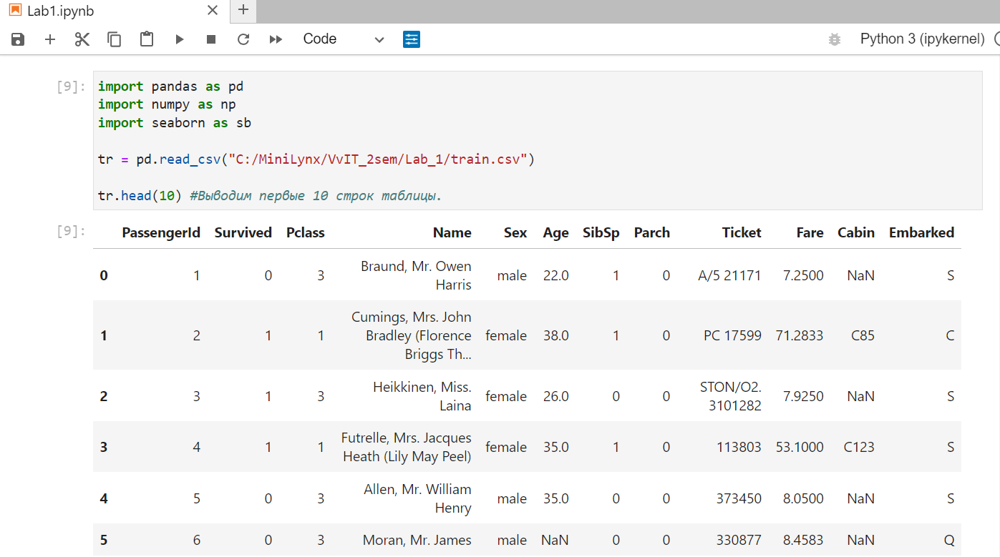 Lab1.ipynb
Code
Python 3 (ipykernel)
[9]:
import pandas as pd
import numpy as np
import seaborn as sb
tr = pd.read_csv("C:/MiniLynx/VvIT_2sem/Lab_1/train.csv")
tr.head(10) #Выводим первые 10 строк таблицы.
[9]:
PassengerId Survived Pclass Name Sex Age SibSp Parch Ticket Fare Cabin Embarked
0 1 0 3 Braund, Mr. Owen
Harris male 22.0 1 0 A/5 21171 7.2500 NaN S
1 2 1 1 Cumings, Mrs. John
Bradley (Florence
Briggs Th... female 38.0 1 0 PC 17599 71.2833 C85 C
2 3 1 3 Heikkinen, Miss.
Laina female 26.0 0 0 STON/O2.
3101282 7.9250 NaN S
3 4 1 1 Futrelle, Mrs. Jacques
Heath (Lily May Peel) female 35.0 1 0 113803 53.1000 C123 S
4 5 0 3 Allen, Mr. William
Henry male 35.0 0 0 373450 8.0500 NaN S
5 6 0 3 Moran, Mr. James male NaN 0 0 330877 8.4583 NaN Q